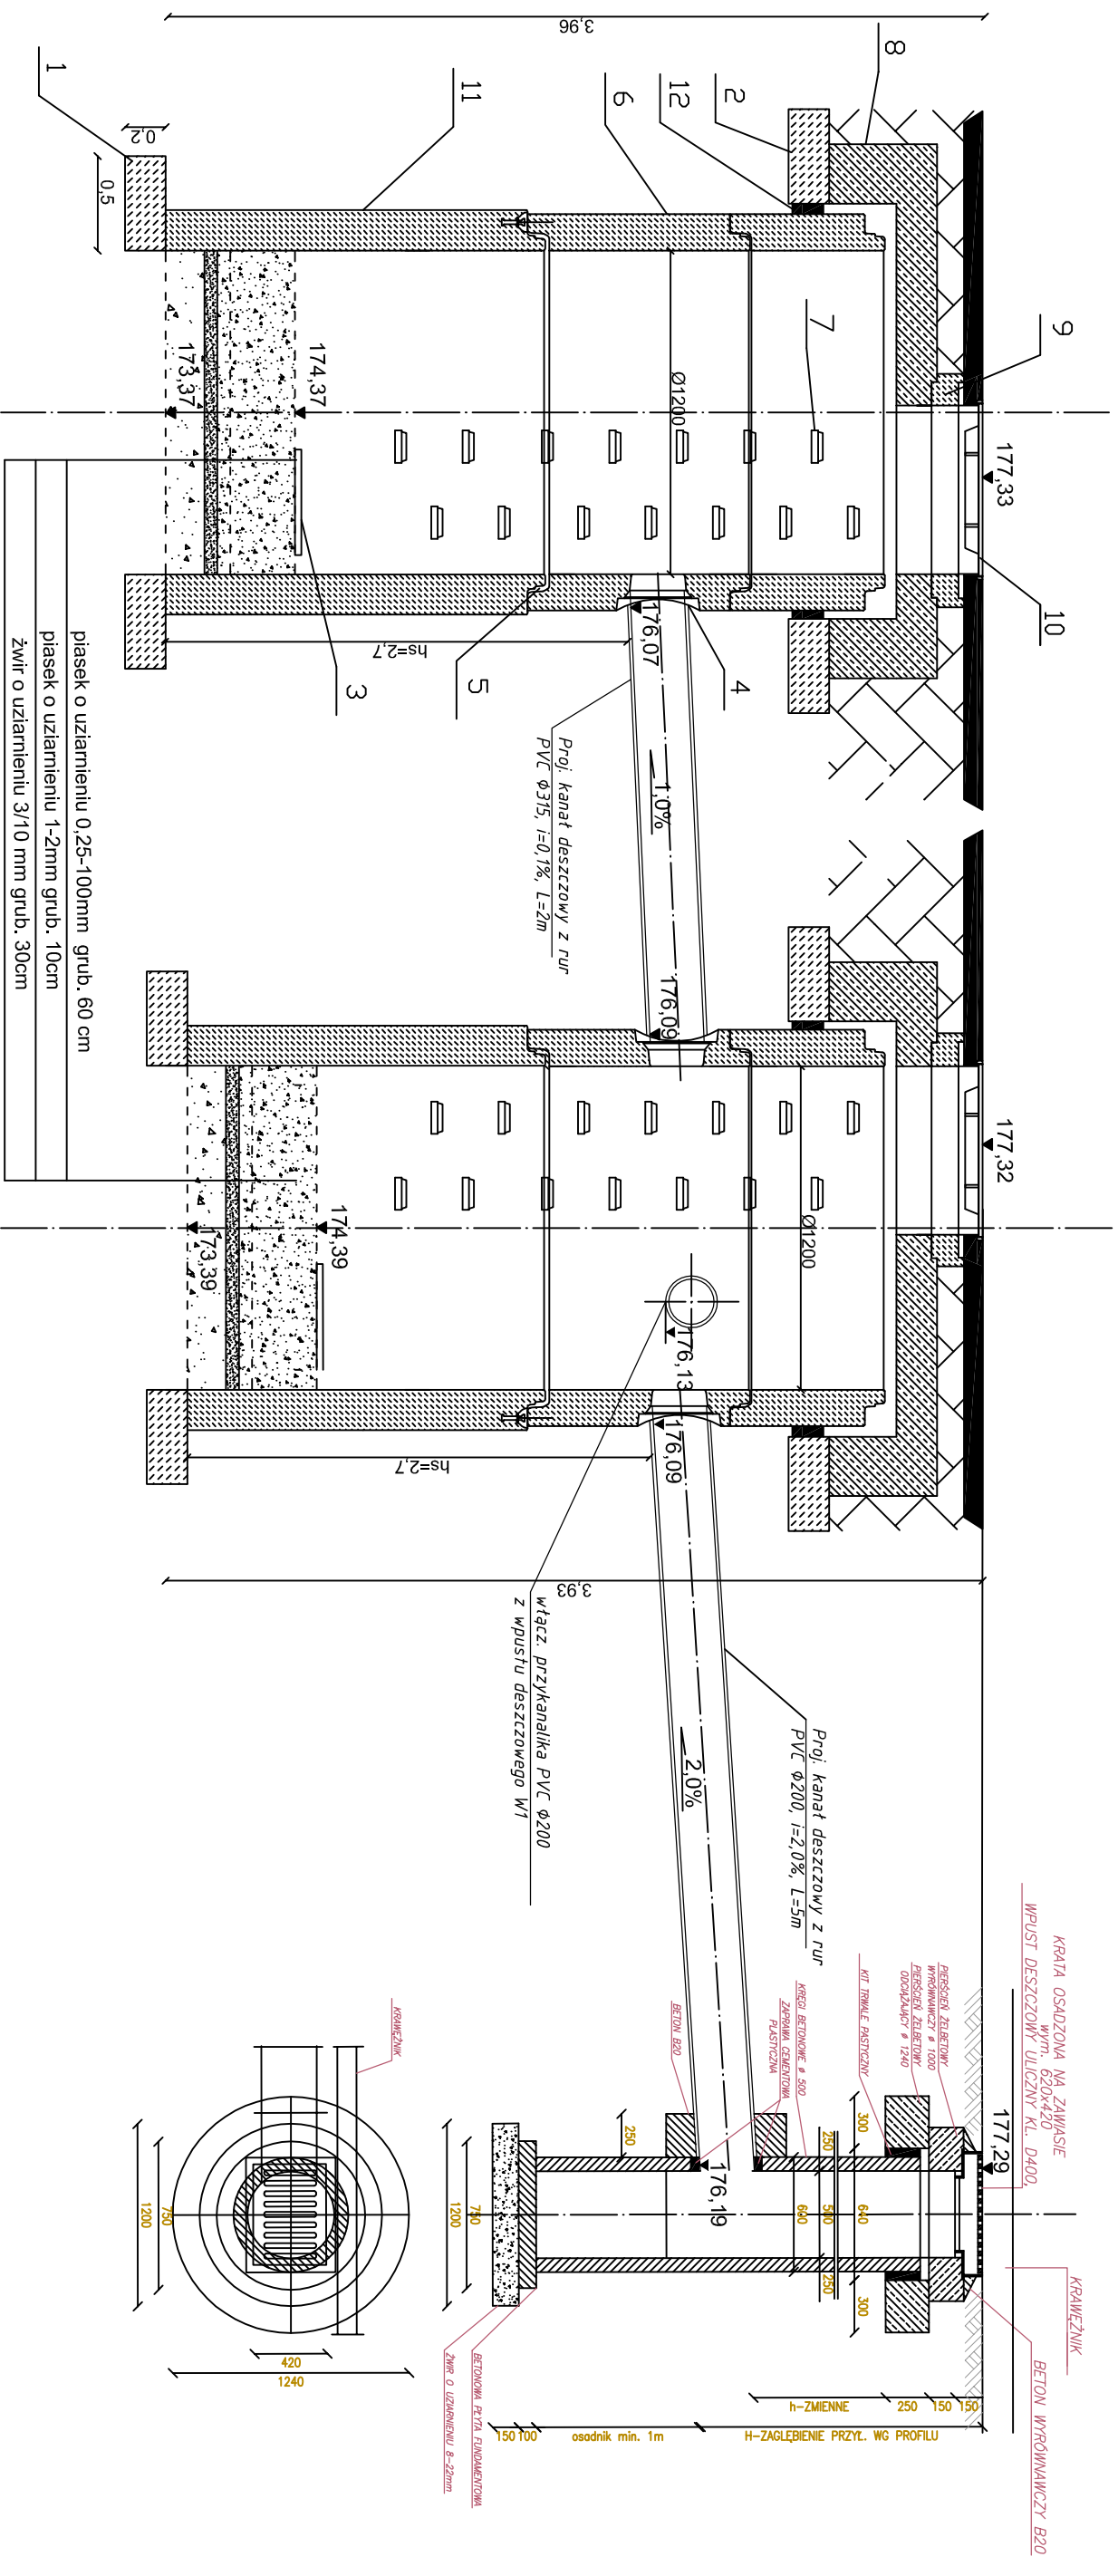 3,96
1
11
6
12
2
8
0,2
0,5
7
9
10
173,37
174,37
Ø1200
177,33
hs=2,7
176,07
3
5
4
1,0%
Proj. kanał deszczowy z rur
PVC Φ315, i=0,1%, L=2m
piasek o uziarnieniu 0,25-100mm grub. 60 cm
piasek o uziarnieniu 1-2mm grub. 10cm
żwir o uziarnieniu 3/10 mm grub. 30cm
176,09
177,32
Ø1200
174,39
173,39
176,13
176,09
hs=2,7
3,93
włącz. przykanalika PVC Φ200
z wpustu deszczowego W1
2,0%
Proj. kanał deszczowy z rur
PVC Φ200, i=2,0%, L=5m
KRATA OSADZONA NA ZAWIASIE
wym. 620x420
WPUST DESZCZOWY ULICZNY KL. D400,
PIERŚCIEŃ ŻELBETOWY
WYRÓWNAWCZY ø 1000
PIERŚCIEŃ ŻELBETOWY
ODCIĄŻAJĄCY ø 1240
KIT TRWALE PASTYCZNY
KRĘGI BETONOWE ø 500
ZAPRAWA CEMENTOWA
PLASTYCZNA
BETON B20
177,29
176,19
KRAWĘŻNIK
BETON WYRÓWNAWCZY B20
300
640
300
250
500
250
600
250
750
1200
h-ZMIENNE
250
150
150
150
100
osadnik min. 1m
H-ZAGŁĘBIENIE PRZYŁ. WG PROFILU
BETONOWA PŁYTA FUNDAMENTOWA
ŻWIR O UZIARNIENIU 8-22mm
KRAWĘŻNIK
750
1200
420
1240